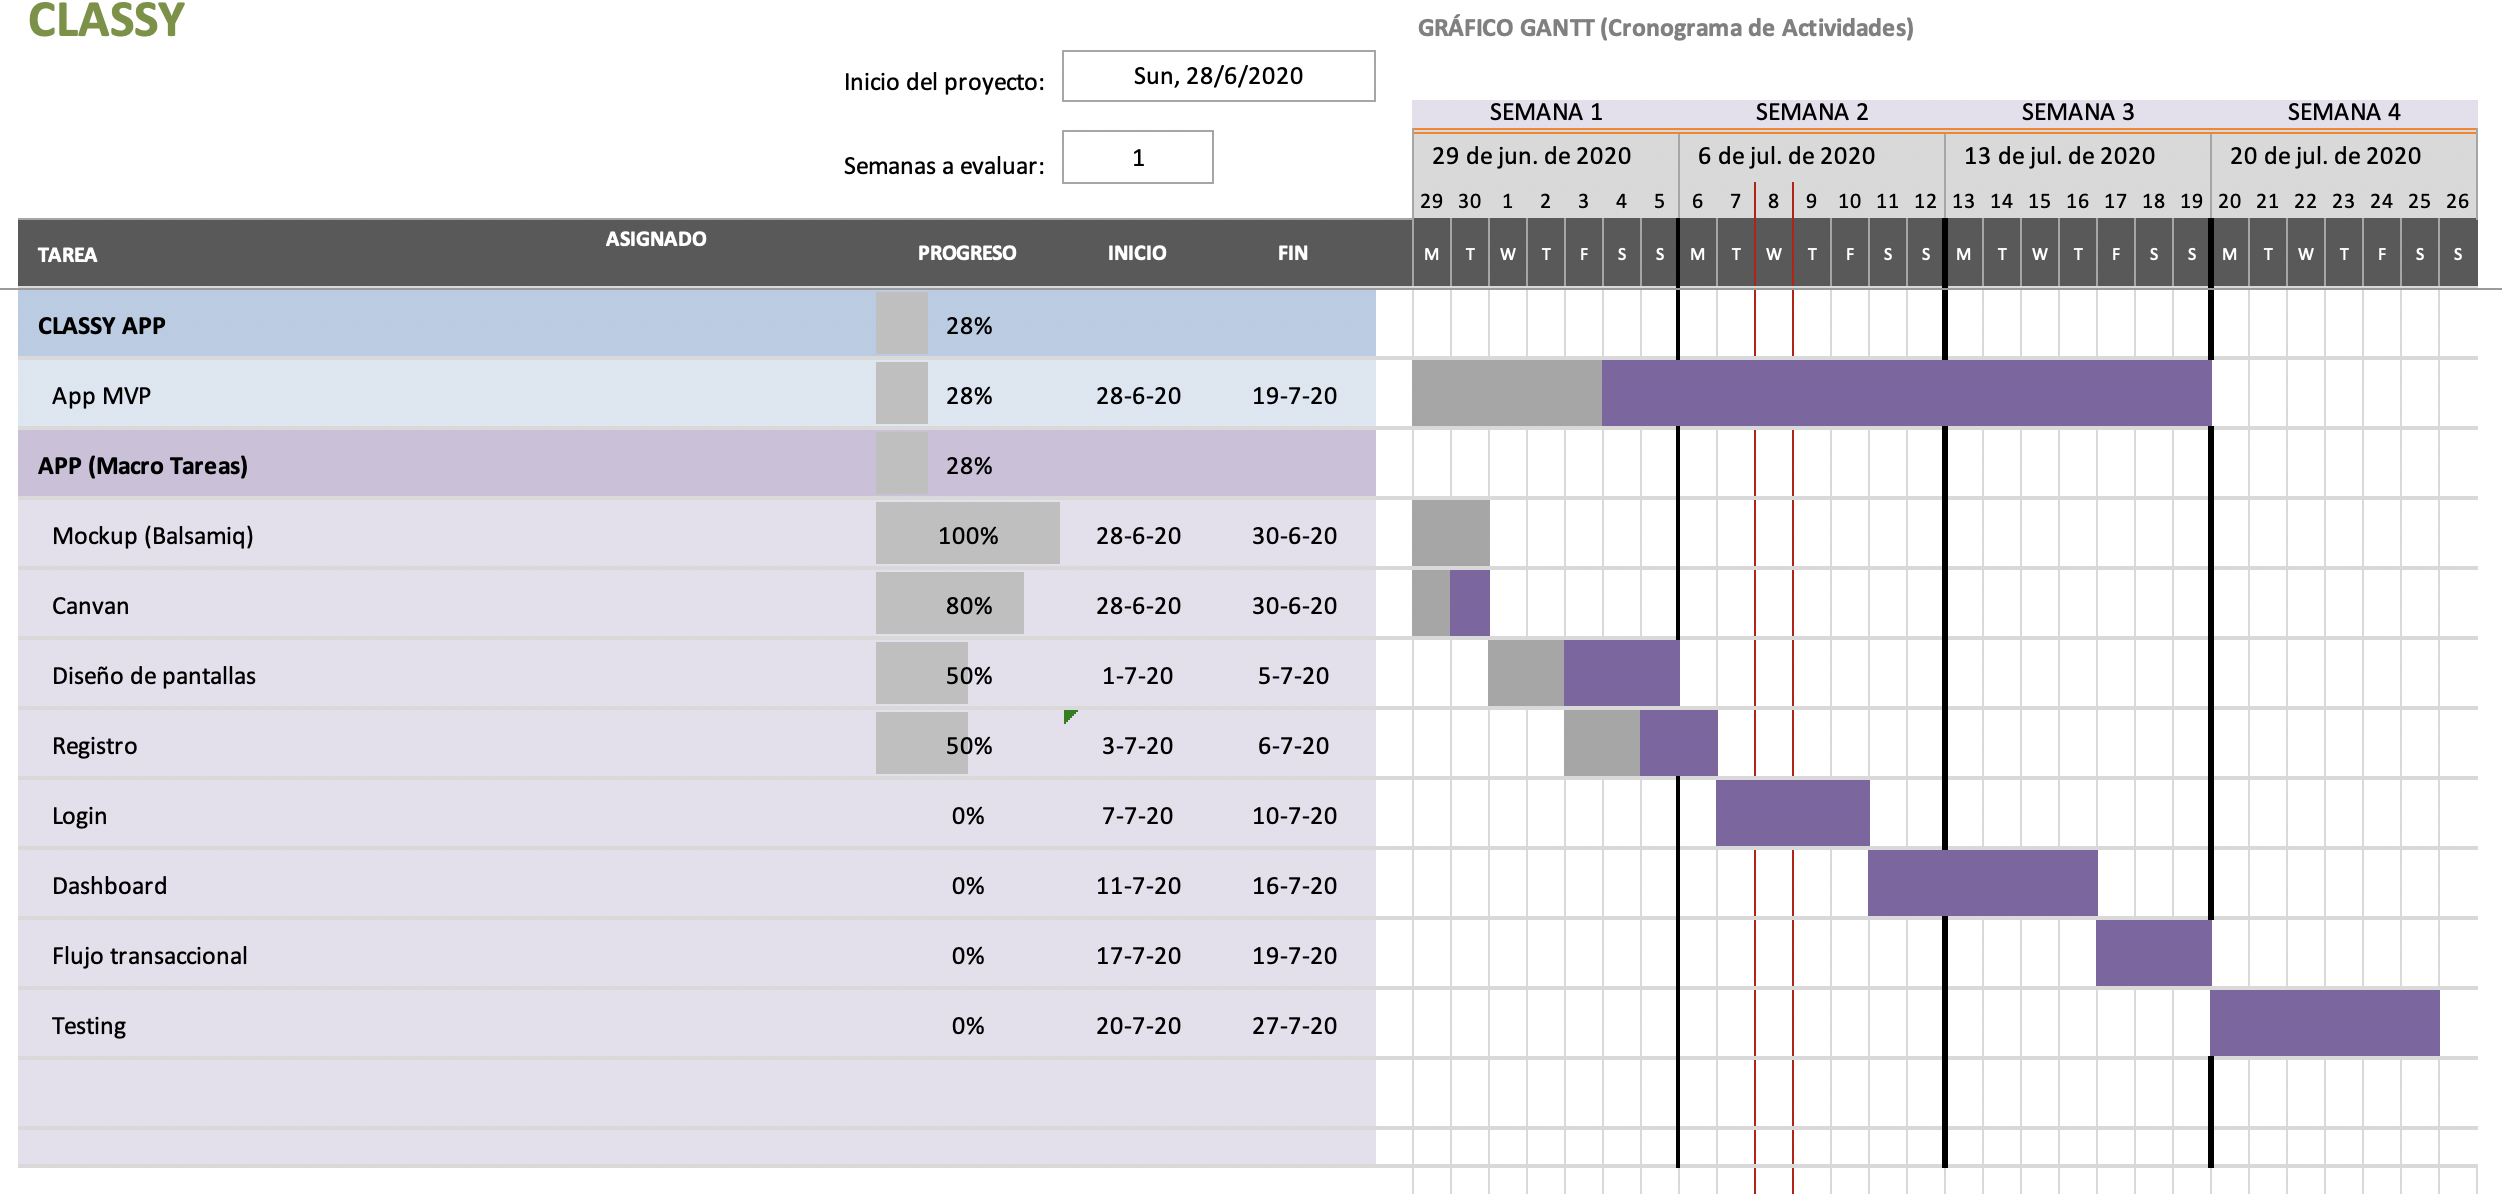 CLASSY
GRÁFICO GANTT (Cronograma de Actividades)
Inicio del proyecto: Sun, 28/6/2020
Semanas a evaluar: 1
SEMANA 1 SEMANA 2 SEMANA 3 SEMANA 4
29 de jun. de 2020 6 de jul. de 2020 13 de jul. de 2020 20 de jul. de 2020
29 30 1 2 3 4 5 6 7 8 9 10 11 12 13 14 15 16 17 18 19 20 21 22 23 24 25 26
TAREA ASIGNADO PROGRESO INICIO FIN M T W T F S S M T W T F S S M T W T F S S M T W T F S S
CLASSY APP 28%
App MVP 28% 28-6-20 19-7-20
APP (Macro Tareas) 28%
Mockup (Balsamiq) 100% 28-6-20 30-6-20
Canvan 80% 28-6-20 30-6-20
Diseño de pantallas 50% 1-7-20 5-7-20
Registro 50% 3-7-20 6-7-20
Login 0% 7-7-20 10-7-20
Dashboard 0% 11-7-20 16-7-20
Flujo transaccional 0% 17-7-20 19-7-20
Testing 0% 20-7-20 27-7-20